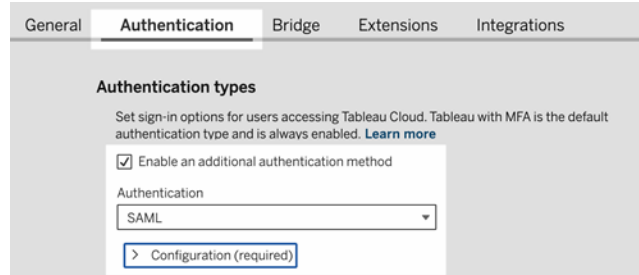 General Authentication Bridge Extensions Integrations
Authentication types
Set sign-in options for users accessing Tableau Cloud. Tableau with MFA is the default
authentication type and is always enabled. Learn more
Enable an additional authentication method
Authentication
SAML
Configuration (required)